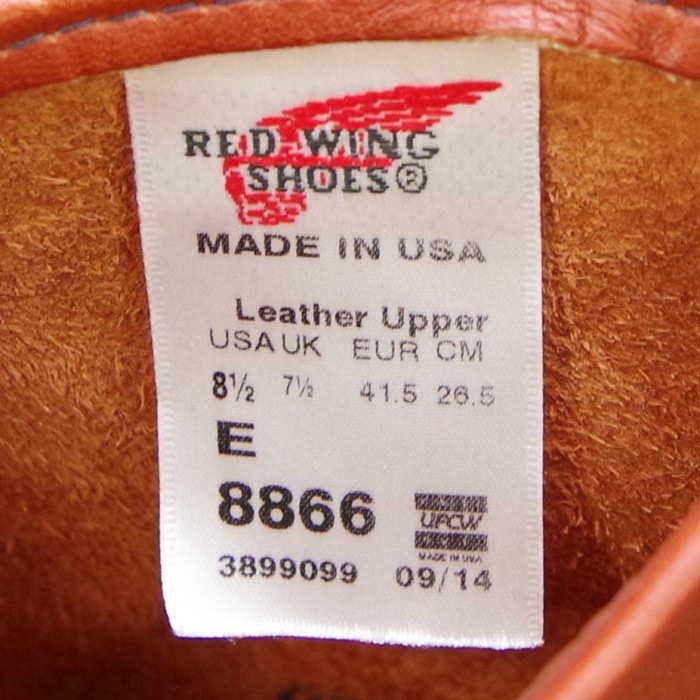 RED WING
SHOES®
MADE IN USA
Leather Upper
USA UK EUR CM
8½ 7½ 41.5 26.5
E
8866
UFCW
MADE IN USA
3899099 09/14